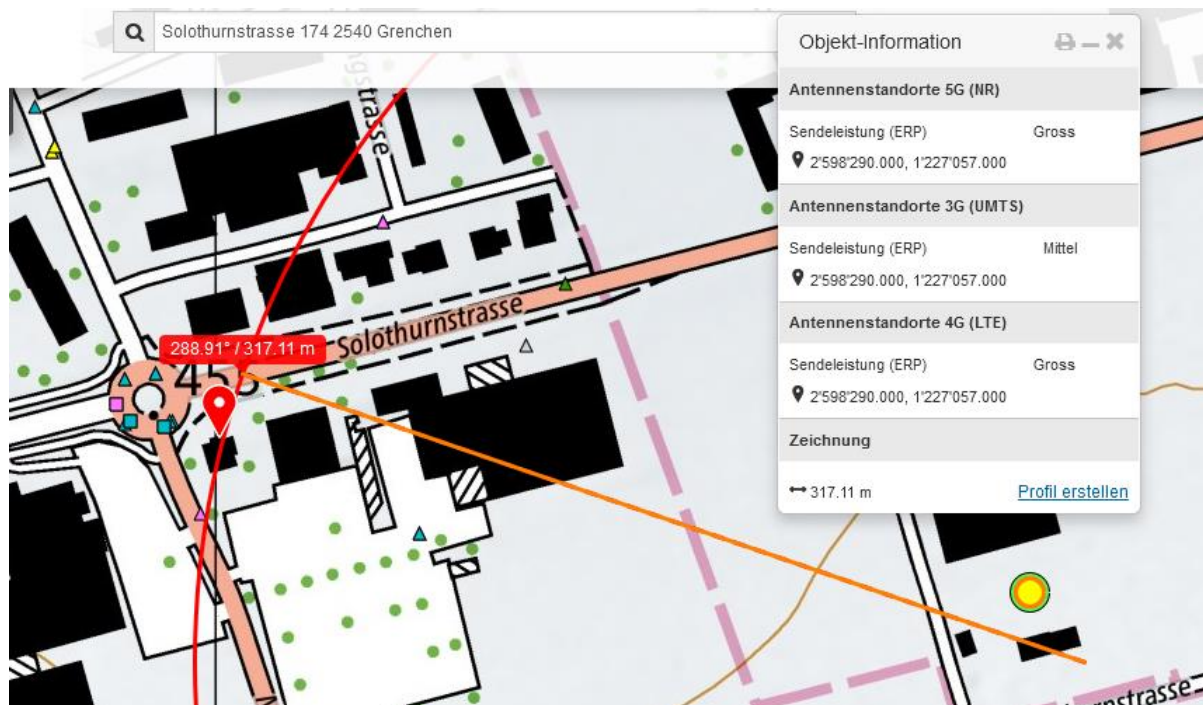 Solothurnstrasse 174 2540 Grenchen
Objekt-Information
Antennenstandorte 5G (NR)
Sendeleistung (ERP) Gross
2'598'290.000, 1'227'057.000
Antennenstandorte 3G (UMTS)
Sendeleistung (ERP) Mittel
2'598'290.000, 1'227'057.000
Antennenstandorte 4G (LTE)
Sendeleistung (ERP) Gross
2'598'290.000, 1'227'057.000
Zeichnung
317.11 m Profil erstellen
288.91° / 317.11 m
Solothurnstrasse